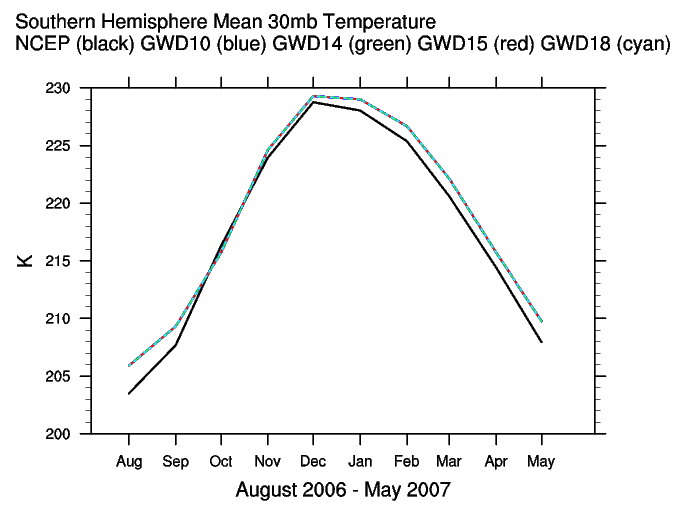 Southern Hemisphere Mean 30mb Temperature
NCEP (black) GWD10 (blue) GWD14 (green) GWD15 (red) GWD18 (cyan)
230
225
220
215
210
205
200
K
Aug Sep Oct Nov Dec Jan Feb Mar Apr May
August 2006 - May 2007